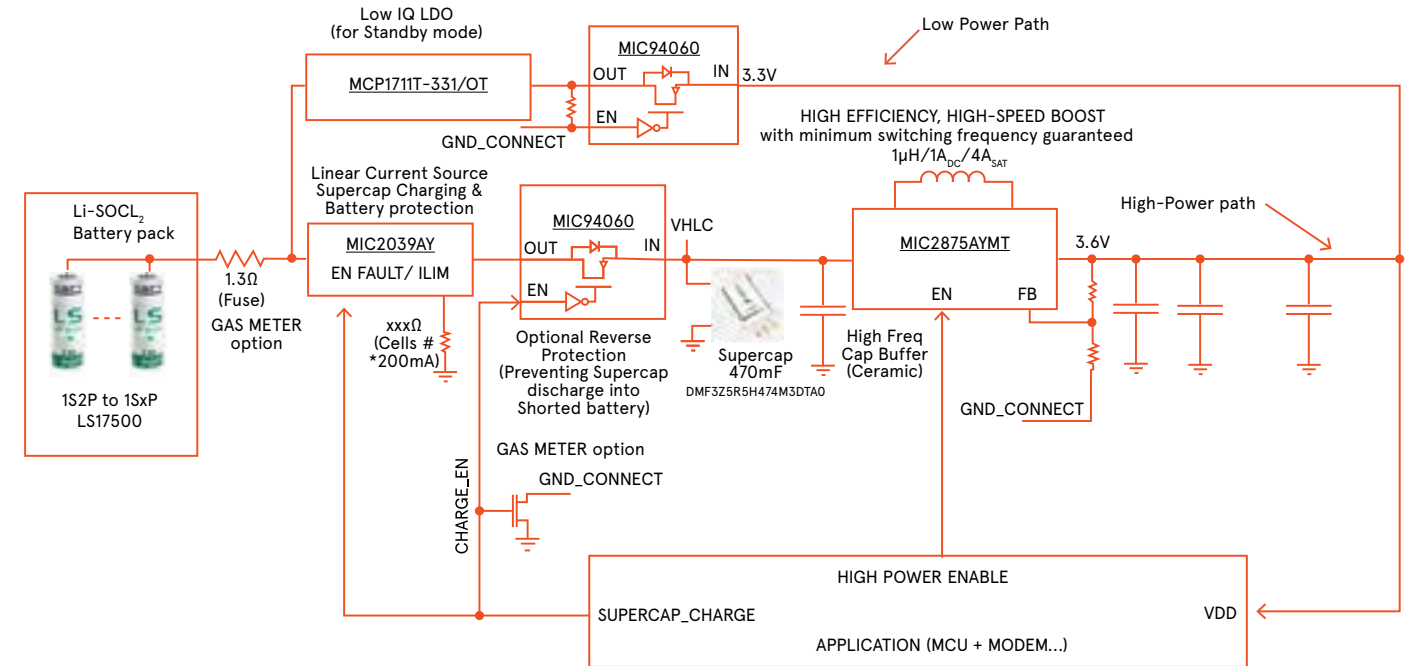 Low IQ LDO
(for Standby mode)
MCP1711T-331/OT
MIC94060
OUT
IN
EN
3.3V
GND_CONNECT
Low Power Path
HIGH EFFICIENCY, HIGH-SPEED BOOST
with minimum switching frequency guaranteed
1µH/1ADC/4ASAT
Linear Current Source
Supercap Charging &
Battery protection
Li-SOCL2
Battery pack
LS
LS
1S2P to 1SxP
LS17500
1.3Ω
(Fuse)
GAS METER
option
MIC2039AY
EN FAULT/ ILIM
xxxΩ
(Cells #
*200mA)
MIC94060
OUT
IN
EN
Optional Reverse
Protection
(Preventing Supercap
discharge into
Shorted battery)
VHLC
Supercap
470mF
DMF3Z5R5H474M3DTA0
High Freq
Cap Buffer
(Ceramic)
MIC2875AYMT
EN
FB
3.6V
High-Power path
GND_CONNECT
GAS METER option
GND_CONNECT
CHARGE_EN
HIGH POWER ENABLE
SUPERCAP_CHARGE
VDD
APPLICATION (MCU + MODEM...)